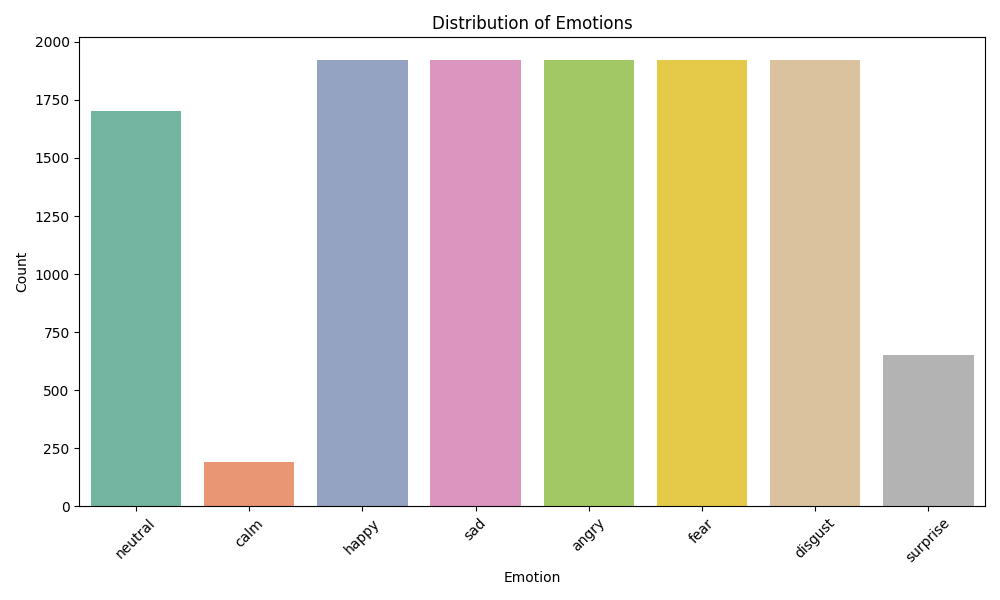 Distribution of Emotions
Count
2000
1750
1500
1250
1000
750
500
250
0
neutral
calm
happy
sad
angry
fear
disgust
surprise
Emotion